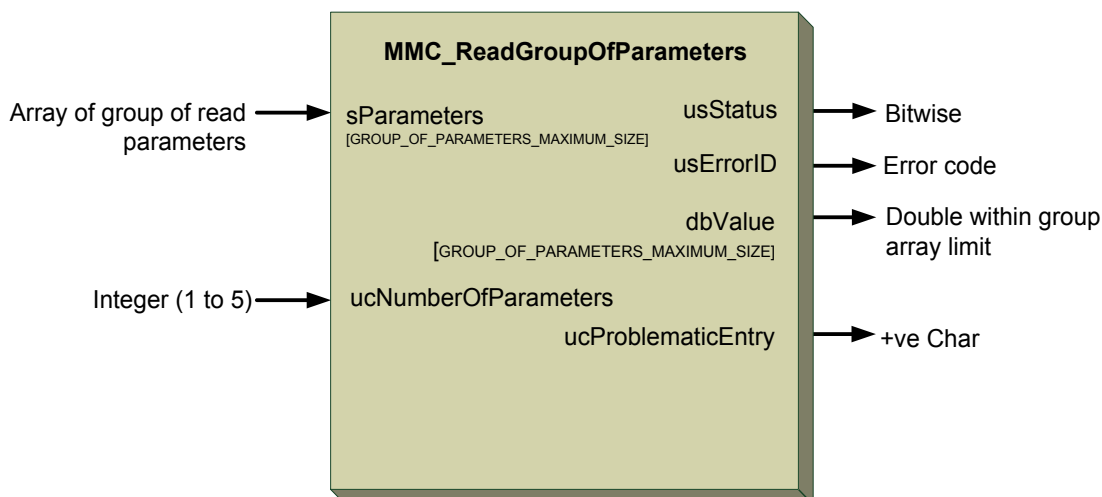 MMC_ReadGroupOfParameters
Array of group of read
parameters
sParameters
[GROUP_OF_PARAMETERS_MAXIMUM_SIZE]
usStatus
Bitwise
usErrorID
Error code
dbValue
[GROUP_OF_PARAMETERS_MAXIMUM_SIZE]
Double within group
array limit
Integer (1 to 5)
ucNumberOfParameters
ucProblematicEntry
+ve Char